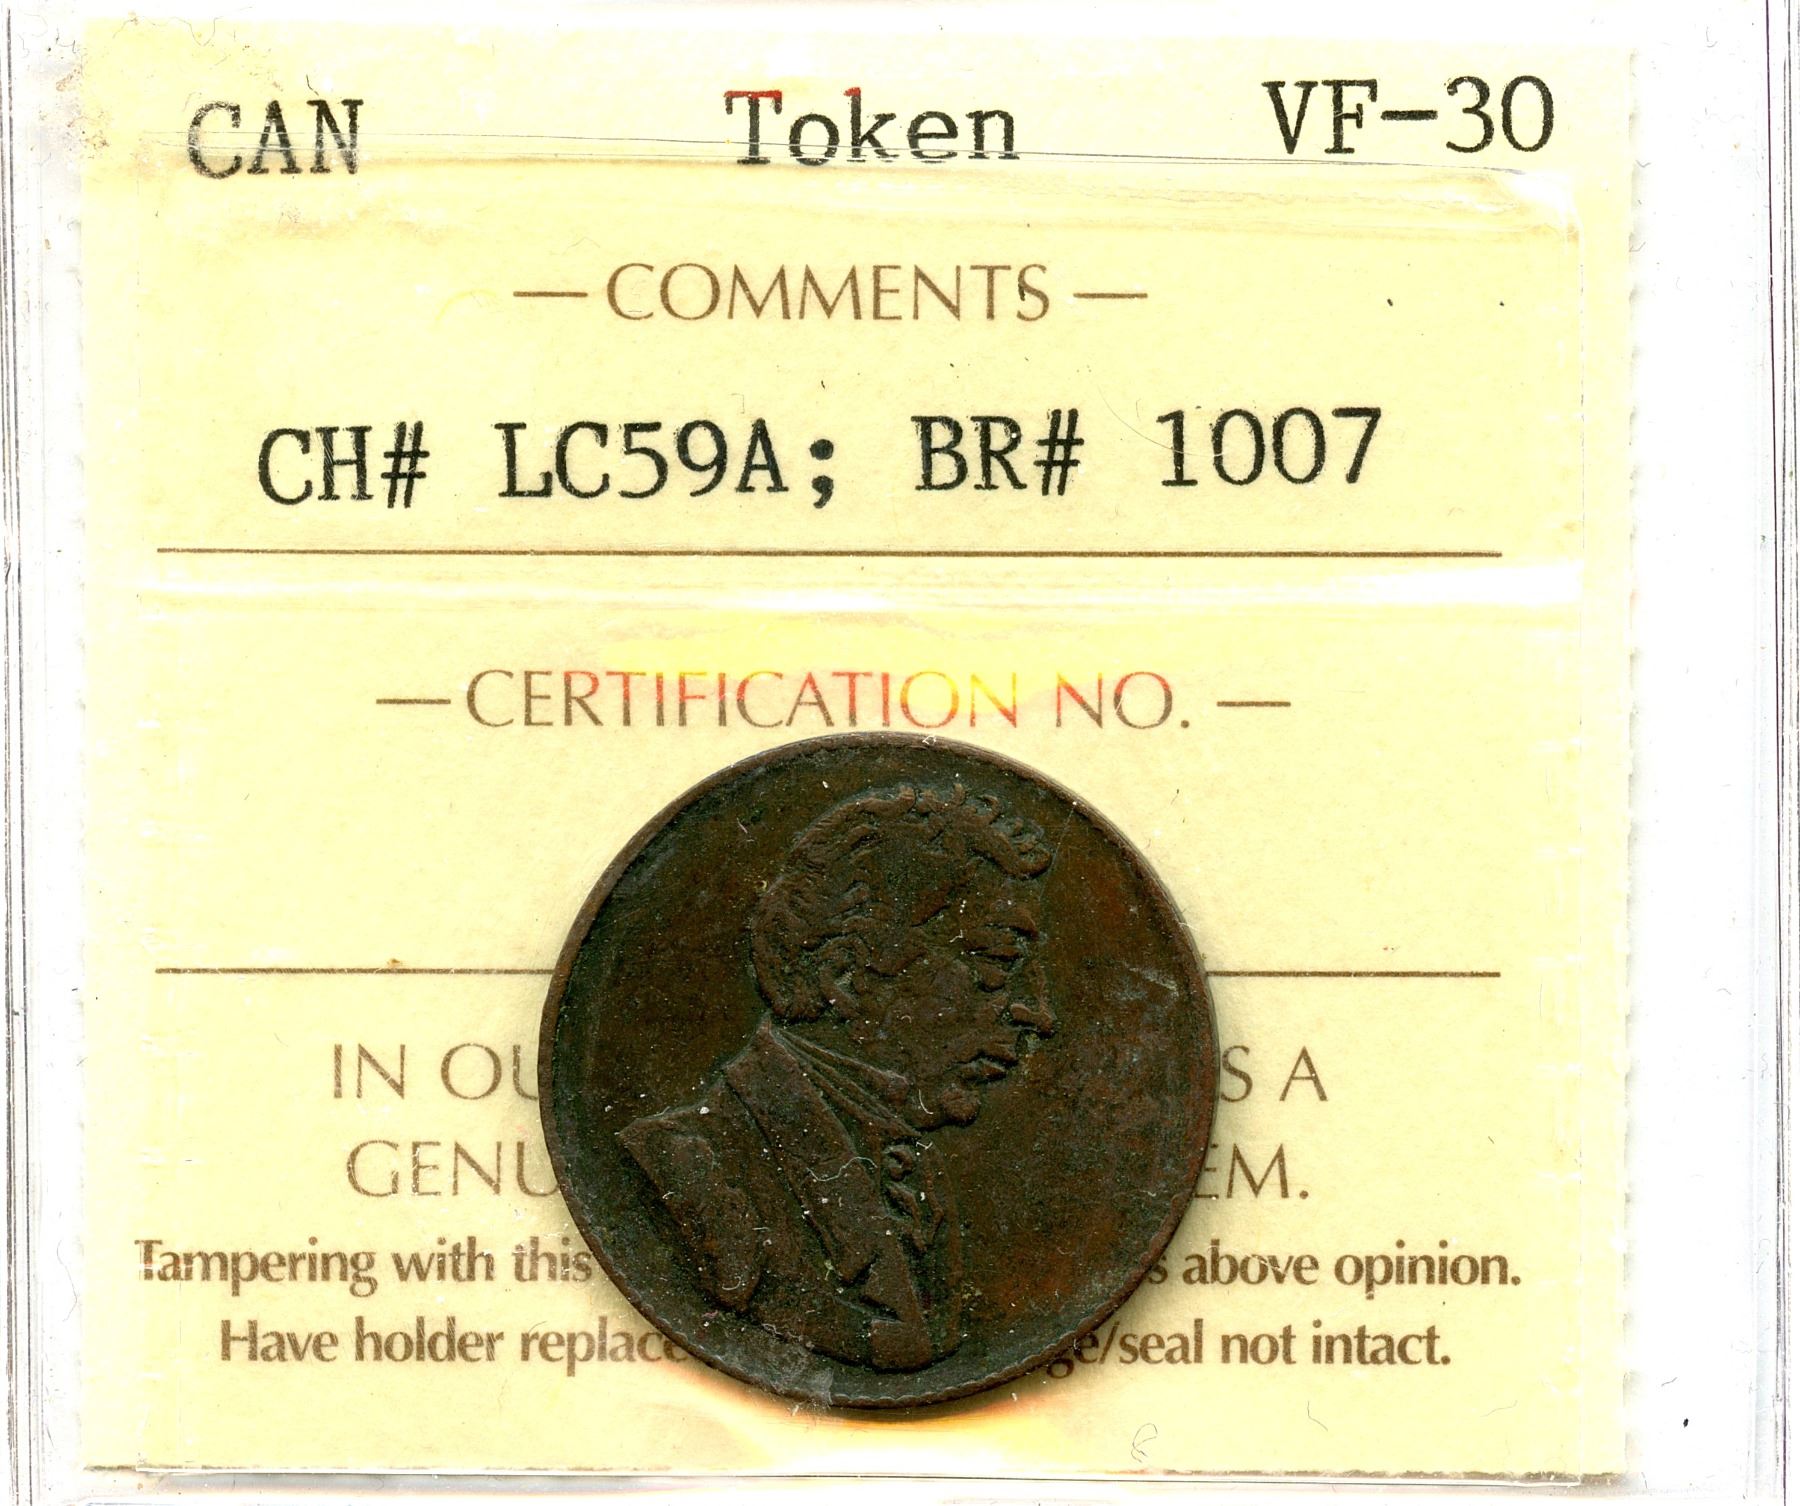 CAN Token VF-30
— COMMENTS —
CH# LC59A; BR# 1007
— CERTIFICATION NO. —
IN OU S A
GENU EM.
Tampering with this s above opinion.
Have holder replace ge/seal not intact.